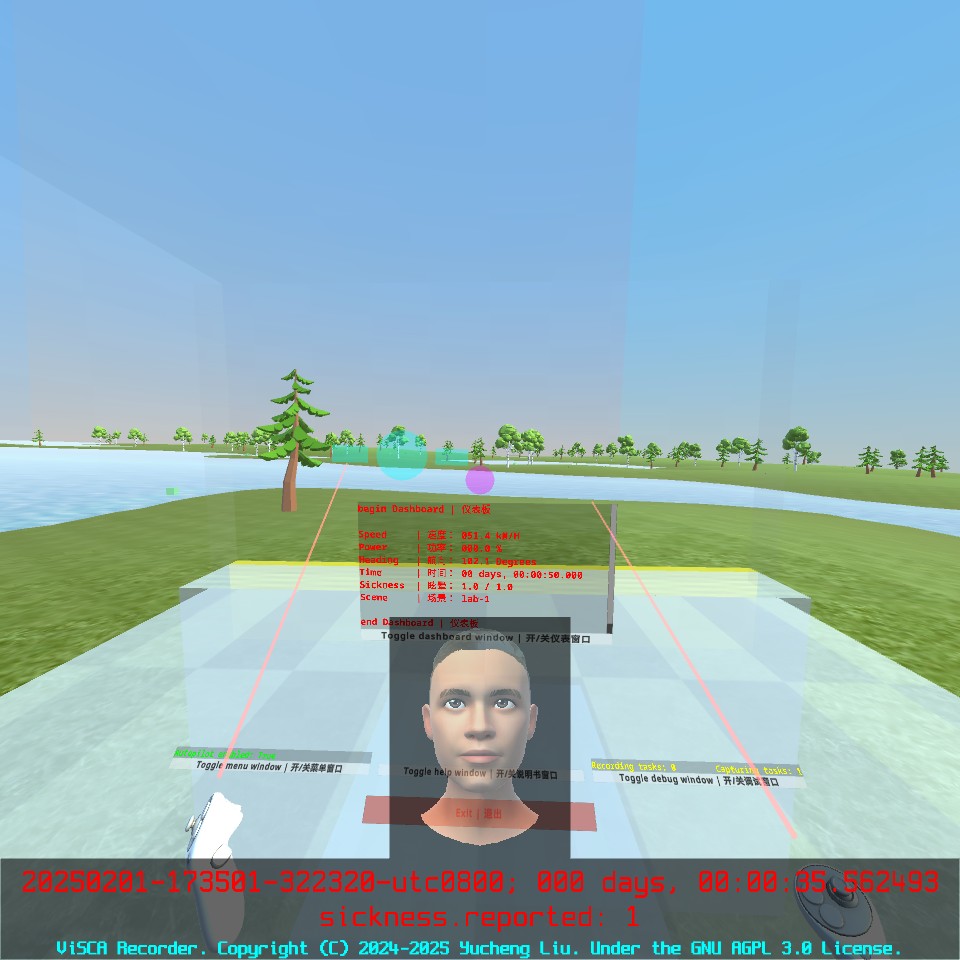 begin Dashboard | 仪表板
Speed | 速度: 051.4 kM/H
Power | 功率: 000.0 %
Heading | 航向: 102.1 Degrees
Time | 时间: 00 days, 00:00:50.000
Sickness | 眩晕: 1.0 / 1.0
Scene | 场景: lab-1
end Dashboard | 仪表板
Toggle dashboard window | 开/关仪表窗口
Toggle menu window | 开/关菜单窗口
Toggle help window | 开/关说明书窗口
Recording tasks: 0 Capturing tasks: 1
Toggle debug window | 开/关调试窗口
Exit | 退出
20250201-173501-322320-utc0800; 000 days, 00:00:35.562493
sickness.reported: 1
ViSCA Recorder. Copyright (C) 2024-2025 Yucheng Liu. Under the GNU AGPL 3.0 License.